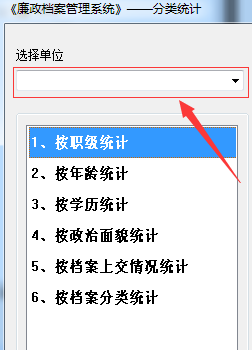 《廉政档案管理系统》——分类统计
选择单位
1、按职级统计
2、按年龄统计
3、按学历统计
4、按政治面貌统计
5、按档案上交情况统计
6、按档案分类统计